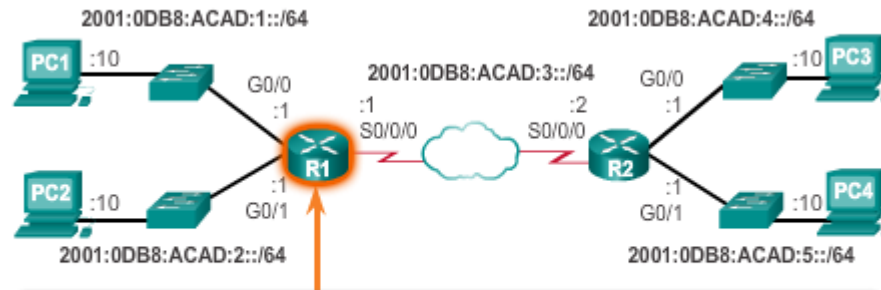 2001:0DB8:ACAD:1::/64
2001:0DB8:ACAD:4::/64
PC1
:10
G0/0
:1
2001:0DB8:ACAD:3::/64
:1
S0/0/0
:2
S0/0/0
G0/0
:1
:10
PC3
R1
R2
PC2
:10
:1
G0/1
:1
G0/1
:10
PC4
2001:0DB8:ACAD:2::/64
2001:0DB8:ACAD:5::/64